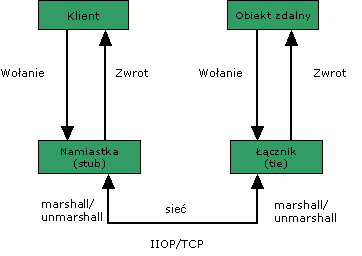 Klient
Obiekt zdalny
Wołanie
Zwrot
Wołanie
Zwrot
Namiastka
(stub)
Łącznik
(tie)
marshall/
unmarshall
sieć
marshall/
unmarshall
IIOP/TCP